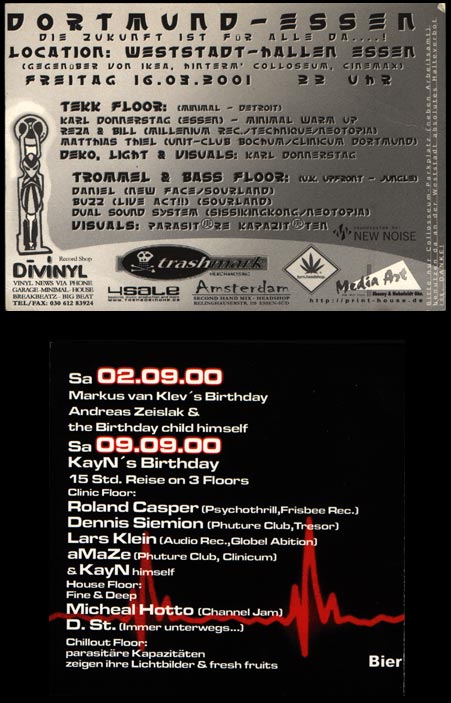 DORTMUND-ESSEN
DIE ZUKUNFT IST FÜR ALLE DA....!
LOCATION: WESTSTADT-HALLEN ESSEN
(GEGENÜBER VON IKEA, HINTERM' COLLOSEUM, CINEMAX)
FREITAG 16.03.2001 22 UHR
TEKK FLOOR: (MINIMAL - DETROIT)
KARL DONNERSTAG (ESSEN) - MINIMAL WARM UP
REZA & BILL (MILLENIUM REC./TECHNIQUE/NEOTOPIA)
MATTHIAS THIEL (UNIT-CLUB BOCHUM/CLINICUM DORTMUND)
DEKO, LIGHT & VISUALS: KARL DONNERSTAG
TROMMEL & BASS FLOOR: (U.K. UPFRONT - JUNGLE)
DANIEL (NEW FACE/SOURLAND)
BUZZ (LIVE ACT!!) (SOURLAND)
DUAL SOUND SYSTEM (SISSIKINGKONG/NEOTOPIA)
VISUALS: PARASIT®RE KAPAZIT®TEN
NEW NOISE
Record Shop
DiViNYL
VINYL NEWS VIA PHONE
GARAGE·MINIMAL·HOUSE
BREAKBEATZ·BIG BEAT
TEL/FAX: 030 612 83924
trashmark
HEADHUNTING
4SALE
Amsterdam
SECOND HAND MIX - HEADSHOP
RELINGHAUSERSTR. 110 ESSEN-SÜD
Media Art
http://print-house.de
Sa 02.09.00
Markus van Klev´s Birthday
Andreas Zeislak &
the Birthday child himself
Sa 09.09.00
KayN´s Birthday
15 Std. Reise on 3 Floors
Clinic Floor:
Roland Casper (Psychothrill,Frisbee Rec.)
Dennis Siemion (Phuture Club,Tresor)
Lars Klein (Audio Rec.,Globel Abition)
aMaZe (Phuture Club, Clinicum)
& KayN himself
House Floor:
Fine & Deep
Micheal Hotto (Channel Jam)
D. St. (Immer unterwegs...)
Chillout Floor:
parasitäre Kapazitäten
zeigen ihre Lichtbilder & fresh fruits
Bier